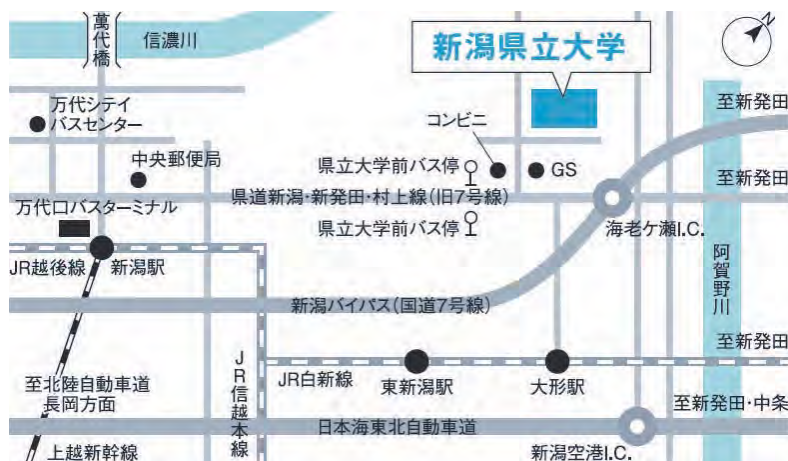 萬代橋
信濃川
N
新潟県立大学
至新発田
万代シテイ
バスセンター
コンビニ
中央郵便局
県立大学前バス停
GS
至新発田
県道新潟・新発田・村上線(旧7号線)
万代口バスターミナル
県立大学前バス停
海老ケ瀬I.C.
JR越後線
新潟駅
阿賀野川
新潟バイパス(国道7号線)
至新発田
JR信越本線
JR白新線
東新潟駅
大形駅
至北陸自動車道
長岡方面
至新発田・中条
日本海東北自動車道
上越新幹線
新潟空港I.C.